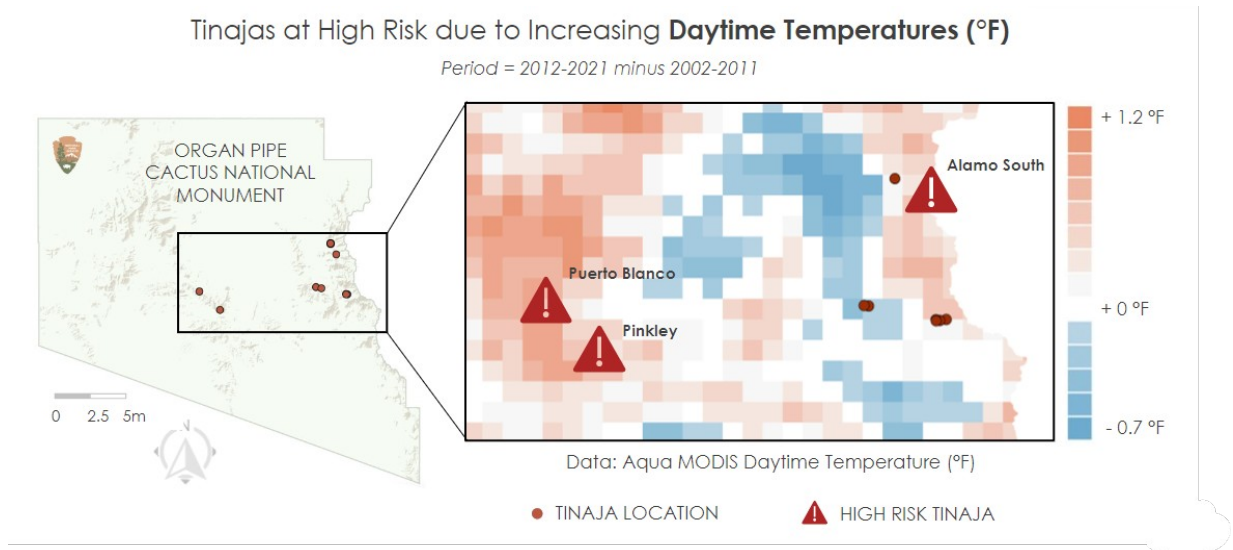 Tinajas at High Risk due to Increasing Daytime Temperatures (°F)
Period = 2012-2021 minus 2002-2011
ORGAN PIPE
CACTUS NATIONAL
MONUMENT
0 2.5 5m
Alamo South
Puerto Blanco
Pinkley
+ 1.2 °F
+ 0 °F
- 0.7 °F
Data: Aqua MODIS Daytime Temperature (°F)
TINAJA LOCATION
HIGH RISK TINAJA